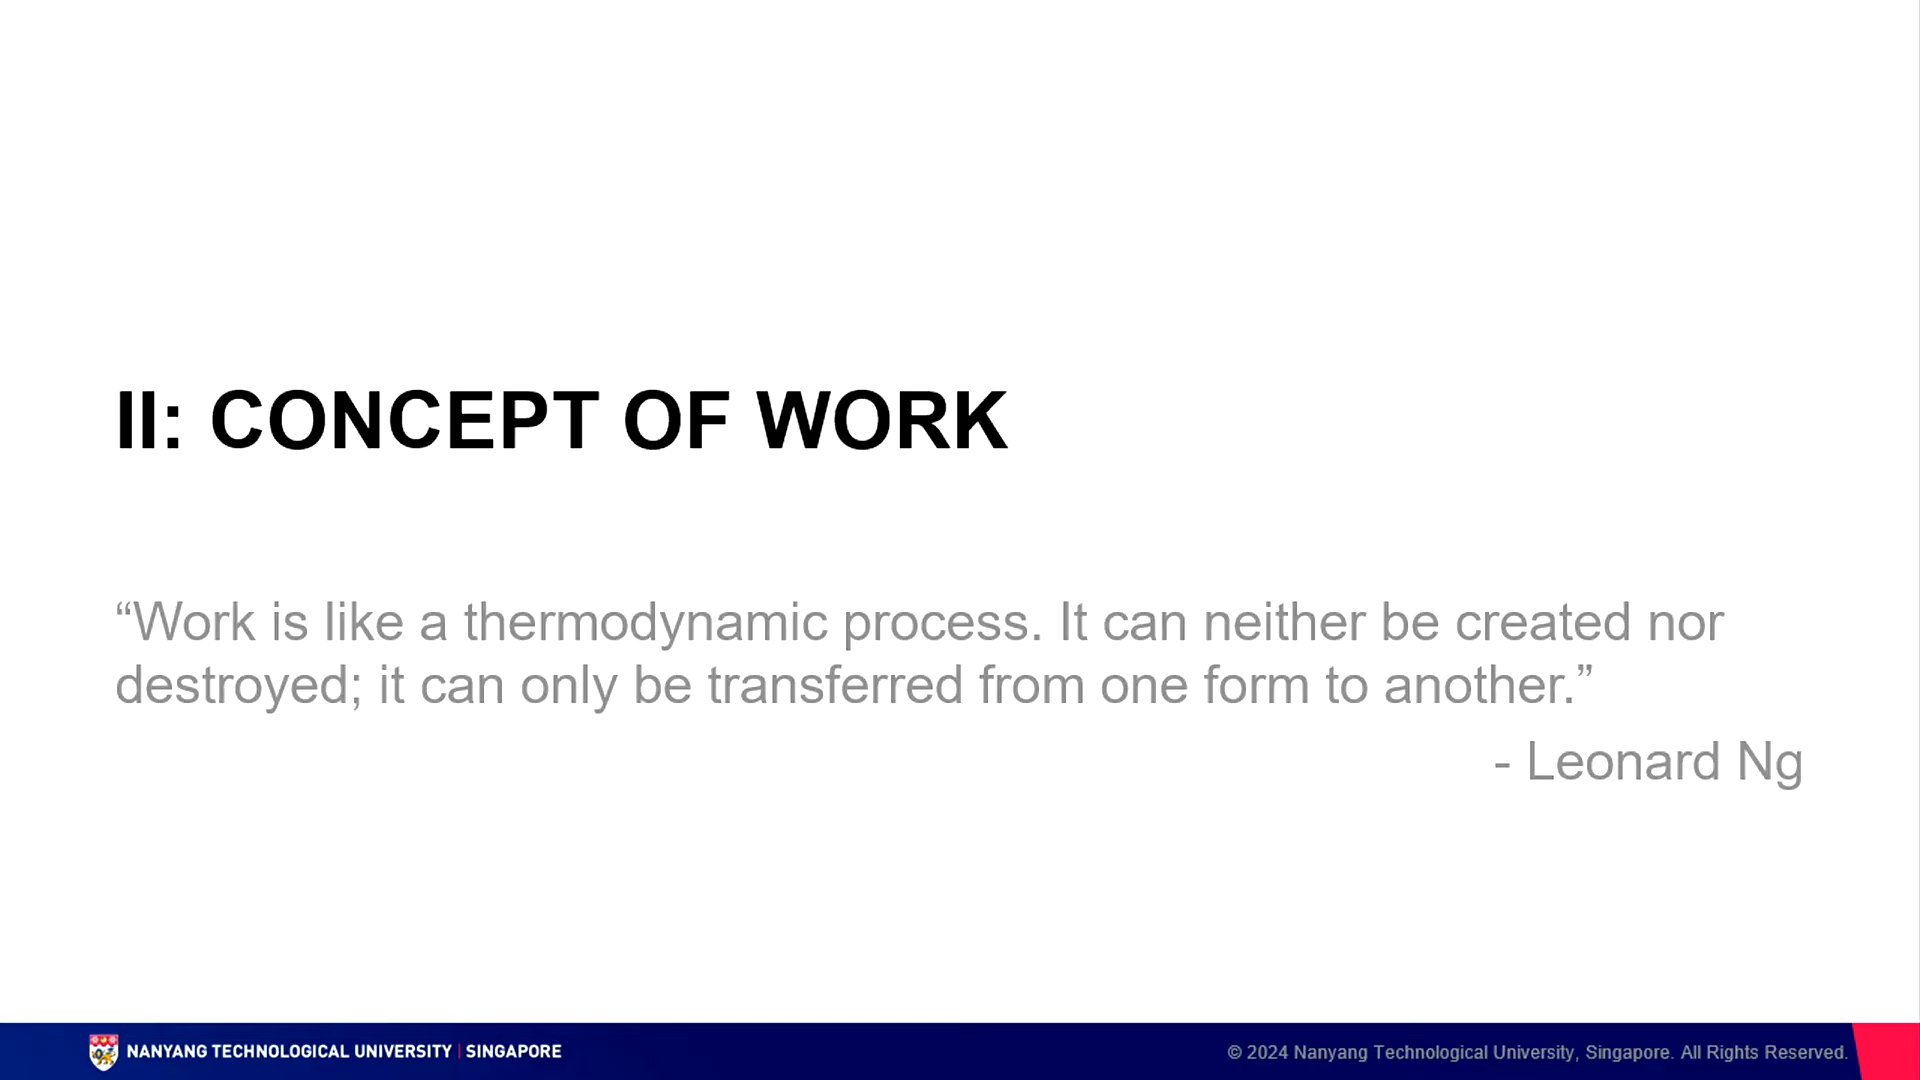 II: CONCEPT OF WORK
“Work is like a thermodynamic process. It can neither be created nor
destroyed; it can only be transferred from one form to another.”
- Leonard Ng
NANYANG TECHNOLOGICAL UNIVERSITY | SINGAPORE
© 2024 Nanyang Technological University, Singapore. All Rights Reserved.